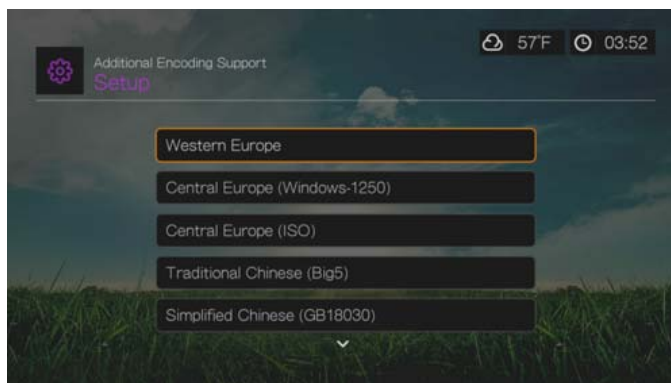 57°F 03:52
Additional Encoding Support
Setup
Western Europe
Central Europe (Windows-1250)
Central Europe (ISO)
Traditional Chinese (Big5)
Simplified Chinese (GB18030)